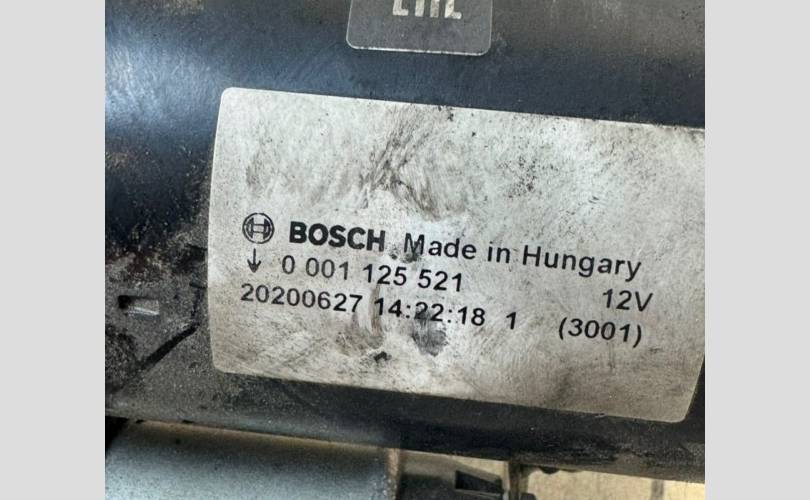 BOSCH Made in Hungary
0 001 125 521 12V
20200627 14:22:18 1 (3001)